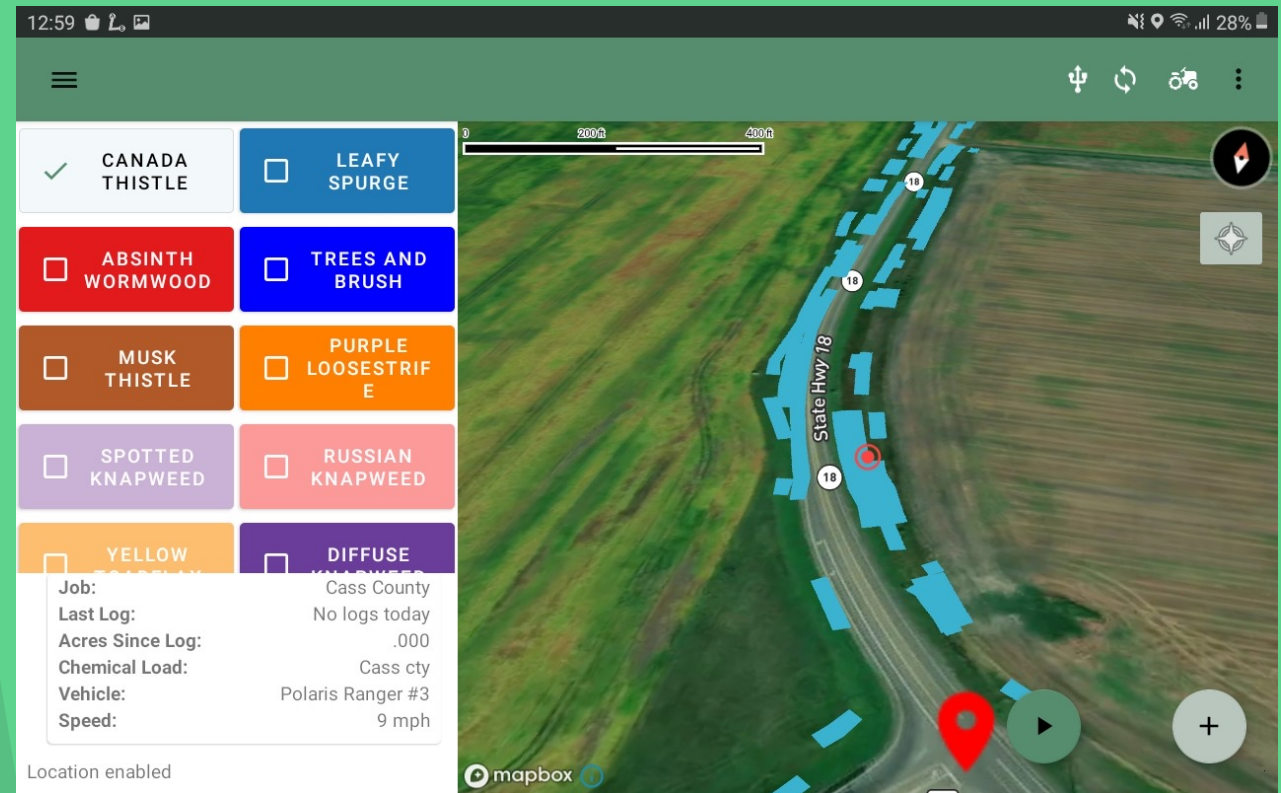 12:59
28%
CANADA
THISTLE
LEAFY
SPURGE
ABSINTH
WORMWOOD
TREES AND
BRUSH
MUSK
THISTLE
PURPLE
LOOSESTRIF
E
SPOTTED
KNAPWEED
RUSSIAN
KNAPWEED
YELLOW
TOADFLAX
DIFFUSE
KNAPWEED
Job: Cass County
Last Log: No logs today
Acres Since Log: .000
Chemical Load: Cass cty
Vehicle: Polaris Ranger #3
Speed: 9 mph
Location enabled
0 200 ft 400 ft
18
18
State Hwy 18
18
mapbox